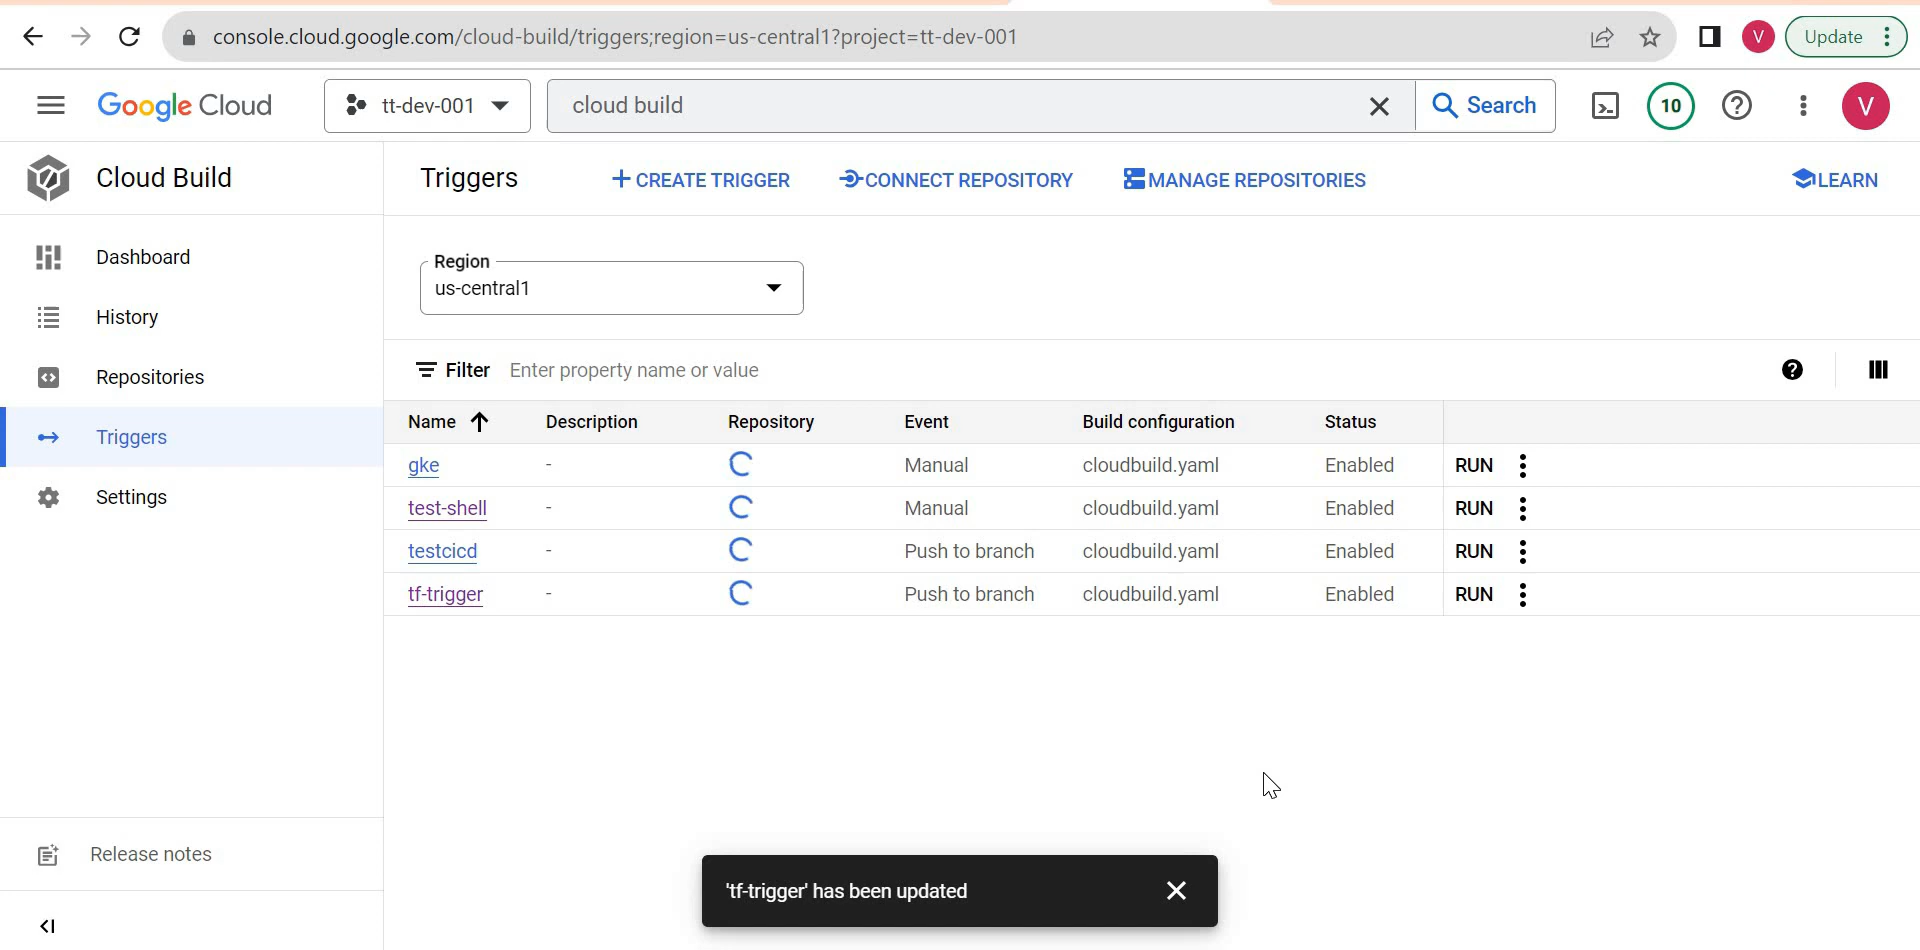 console.cloud.google.com/cloud-build/triggers;region=us-central1?project=tt-dev-001
V
Update
Google Cloud
tt-dev-001
cloud build
Search
10
V
Cloud Build
Triggers
CREATE TRIGGER
CONNECT REPOSITORY
MANAGE REPOSITORIES
LEARN
Dashboard
History
Repositories
Triggers
Settings
Release notes
Region
us-central1
Filter Enter property name or value
Name Description Repository Event Build configuration Status
gke - Manual cloudbuild.yaml Enabled RUN
test-shell - Manual cloudbuild.yaml Enabled RUN
testcicd - Push to branch cloudbuild.yaml Enabled RUN
tf-trigger - Push to branch cloudbuild.yaml Enabled RUN
'tf-trigger' has been updated